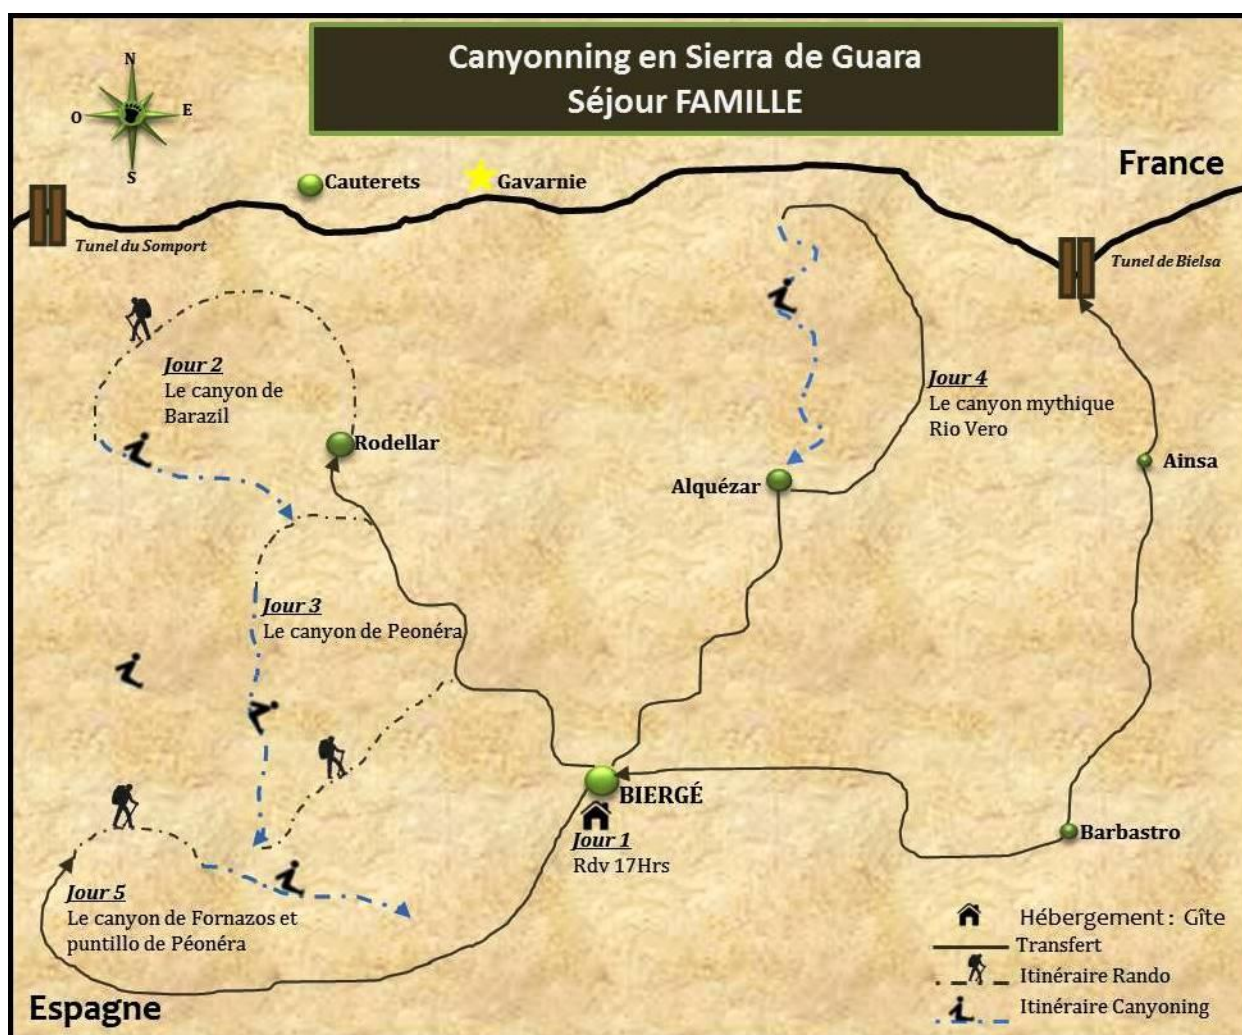 Canyonning en Sierra de Guara
Séjour FAMILLE
N
O
E
S
France
Cauterets
Gavarnie
Tunel du Somport
Tunel de Bielsa
Jour 2
Le canyon de
Barazil
Rodellar
Jour 4
Le canyon mythique
Rio Vero
Alquézar
Ainsa
Jour 3
Le canyon de Peonéra
BIERGÉ
Jour 1
Rdv 17Hrs
Barbastro
Jour 5
Le canyon de Fornazos et
puntillo de Péonéra
Espagne
Hébergement : Gîte
Transfert
Itinéraire Rando
Itinéraire Canyoning